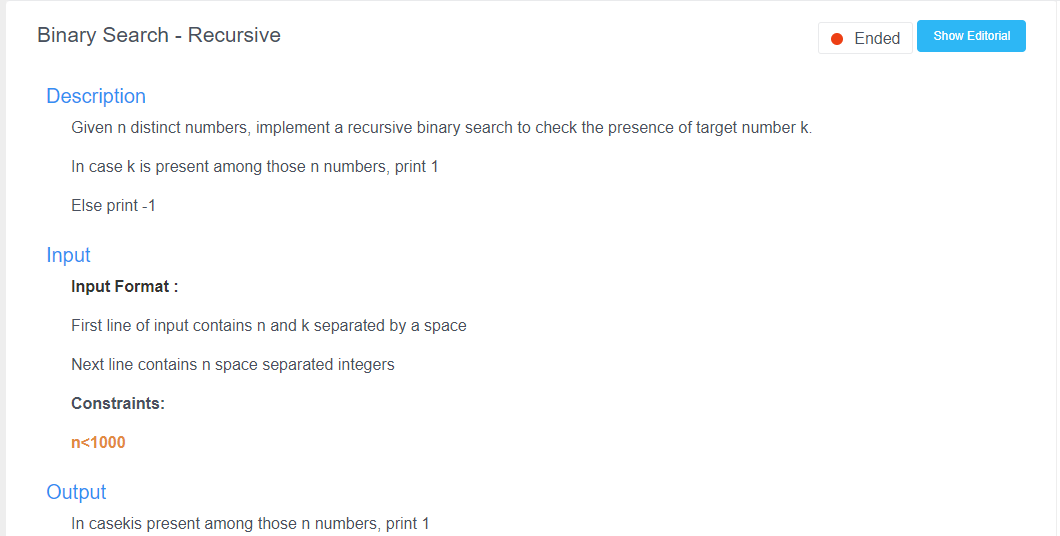 Binary Search - Recursive
Ended
Show Editorial
Description
Given n distinct numbers, implement a recursive binary search to check the presence of target number k.
In case k is present among those n numbers, print 1
Else print -1
Input
Input Format :
First line of input contains n and k separated by a space
Next line contains n space separated integers
Constraints:
n<1000
Output
In casekis present among those n numbers, print 1